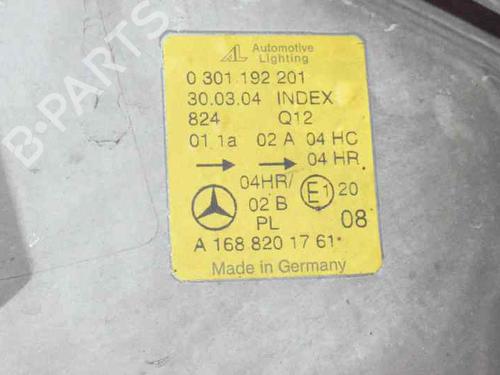 B-PARTS
AL Automotive
Lighting
0 301 192 201
30.03.04 INDEX
824 Q12
01 1a 02 A 04 HC
04 HR
04HR/ E1 20
02 B
PL 08
A 168 820 17 61*
Made in Germany